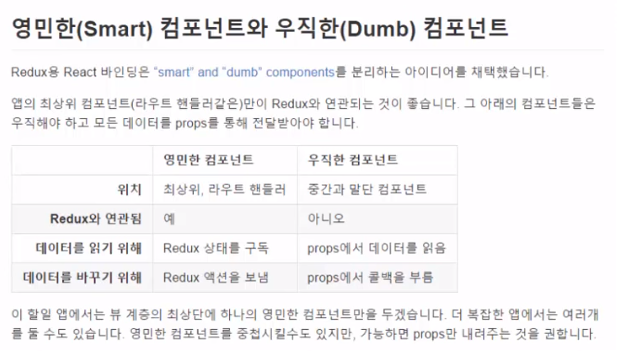 영민한(Smart) 컴포넌트와 우직한(Dumb) 컴포넌트
Redux용 React 바인딩은 "smart" and "dumb" components를 분리하는 아이디어를 채택했습니다.
앱의 최상위 컴포넌트(라우트 핸들러같은)만이 Redux와 연관되는 것이 좋습니다. 그 아래의 컴포넌트들은
우직해야 하고 모든 데이터를 props를 통해 전달받아야 합니다.
영민한 컴포넌트 우직한 컴포넌트
위치 최상위, 라우트 핸들러 중간과 말단 컴포넌트
Redux와 연관됨 예 아니오
데이터를 읽기 위해 Redux 상태를 구독 props에서 데이터를 읽음
데이터를 바꾸기 위해 Redux 액션을 보냄 props에서 콜백을 부름
이 할일 앱에서는 뷰 계층의 최상단에 하나의 영민한 컴포넌트만을 두겠습니다. 더 복잡한 앱에서는 여러개
를 둘 수도 있습니다. 영민한 컴포넌트를 중첩시킬수도 있지만, 가능하면 props만 내려주는 것을 권합니다.